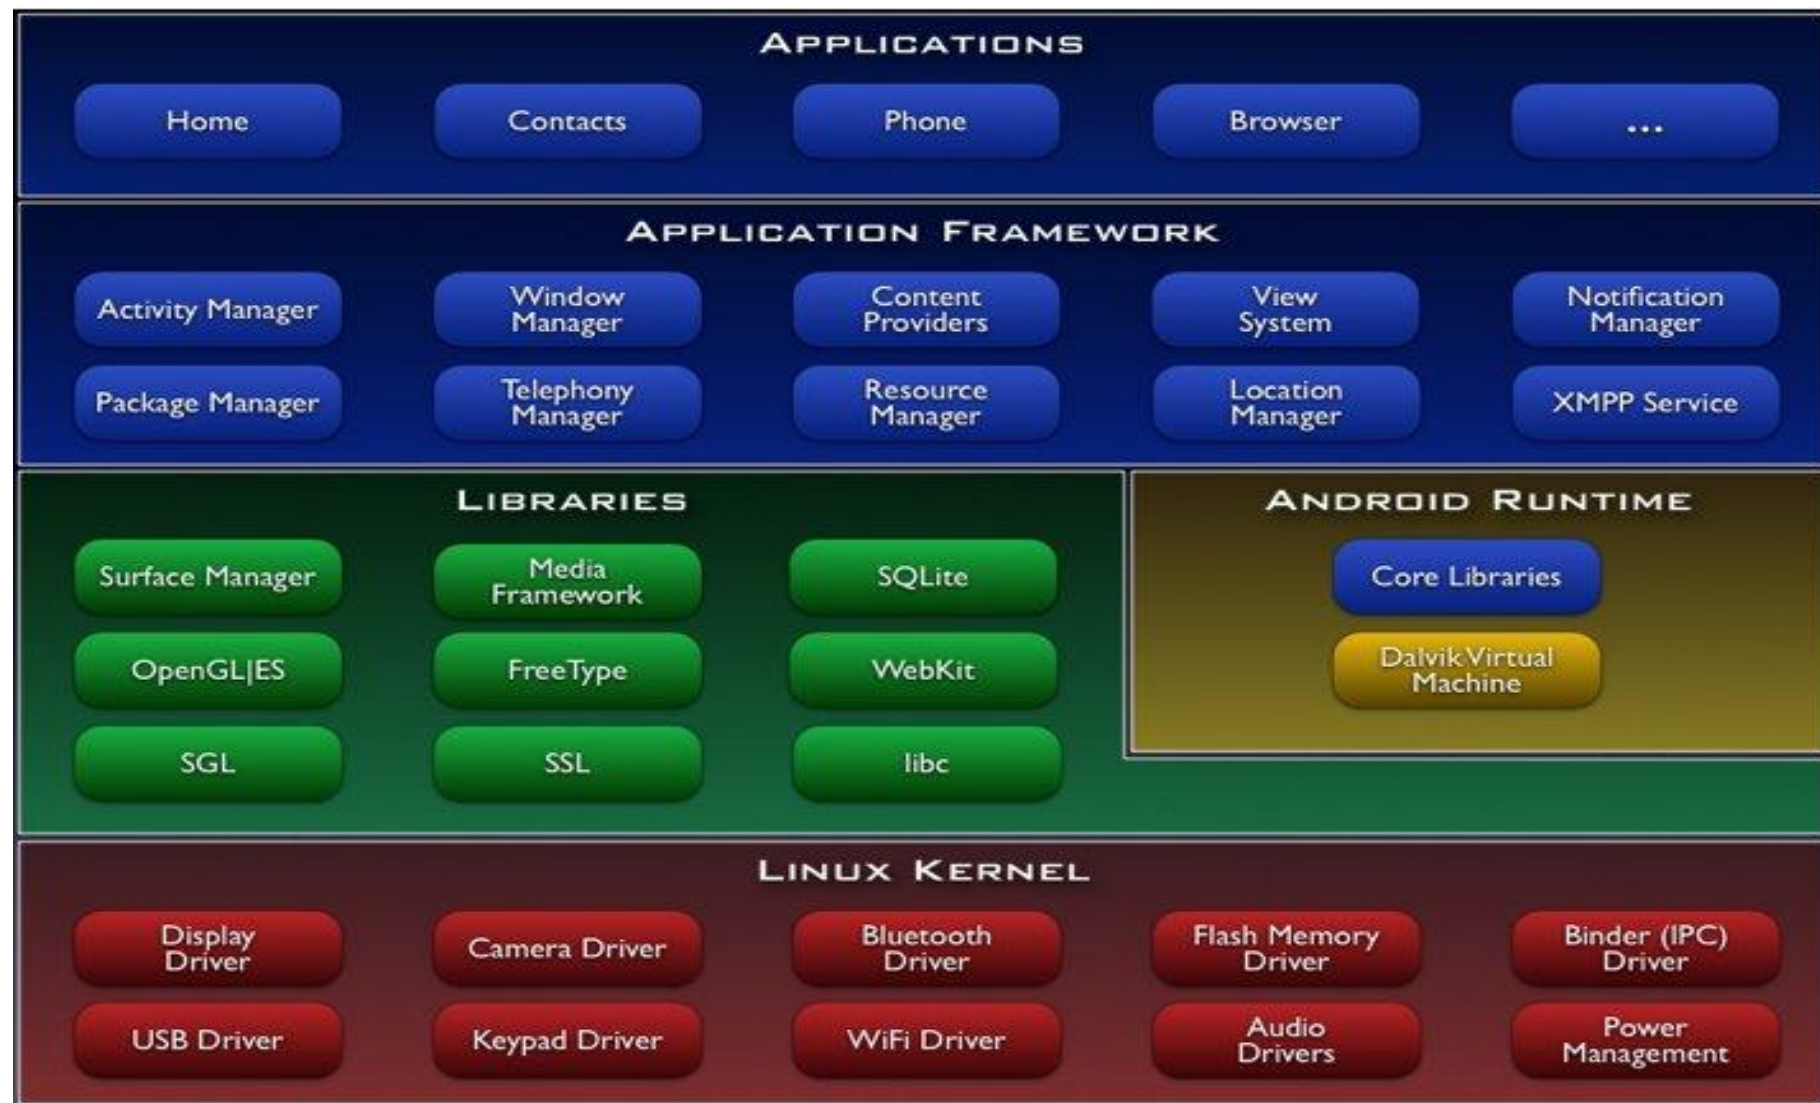 APPLICATIONS
Home
Contacts
Phone
Browser
...
APPLICATION FRAMEWORK
Activity Manager
Window
Manager
Content
Providers
View
System
Notification
Manager
Package Manager
Telephony
Manager
Resource
Manager
Location
Manager
XMPP Service
LIBRARIES
Surface Manager
Media
Framework
SQLite
OpenGL|ES
FreeType
WebKit
SGL
SSL
libc
ANDROID RUNTIME
Core Libraries
Dalvik Virtual
Machine
LINUX KERNEL
Display
Driver
Camera Driver
Bluetooth
Driver
Flash Memory
Driver
Binder (IPC)
Driver
USB Driver
Keypad Driver
WiFi Driver
Audio
Drivers
Power
Management